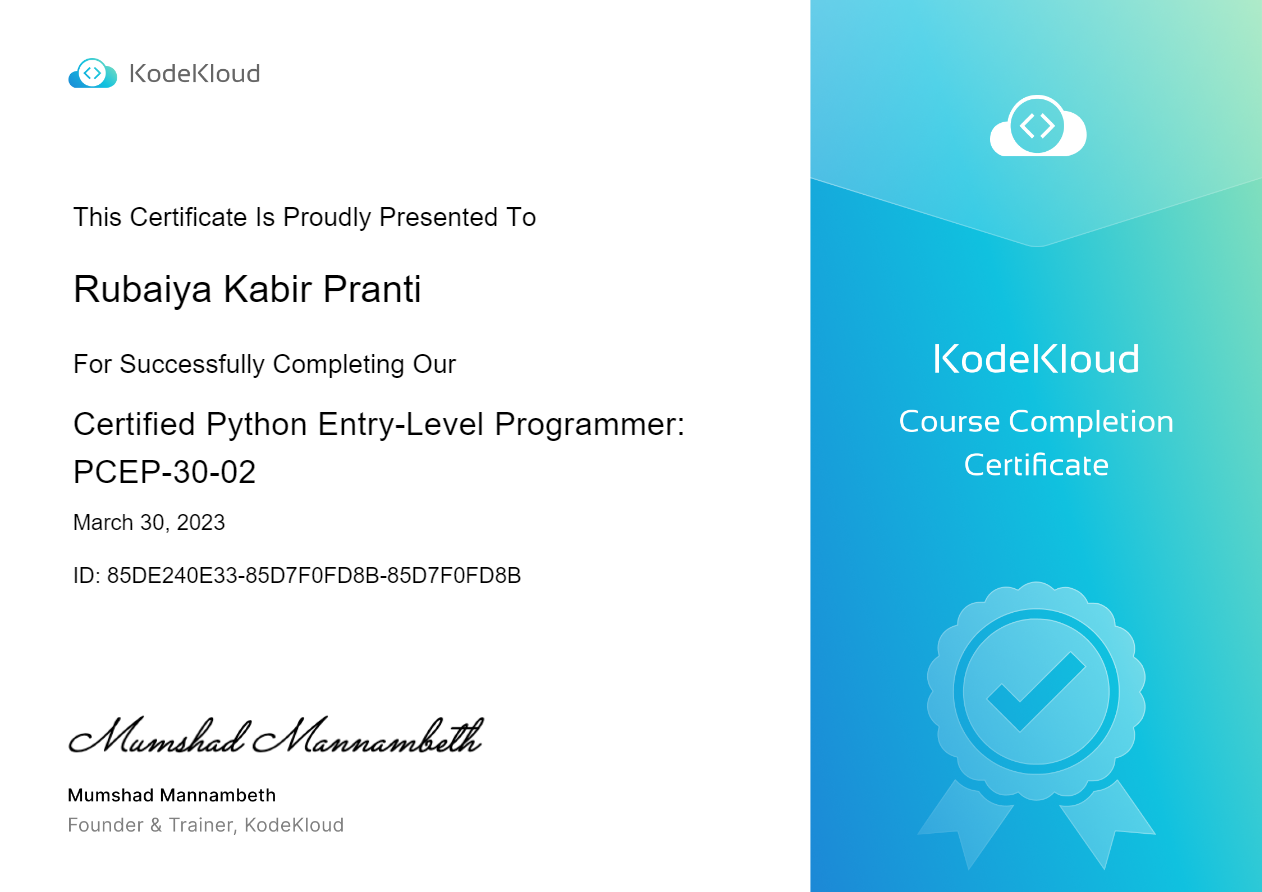 KodeKloud
This Certificate Is Proudly Presented To
Rubaiya Kabir Pranti
For Successfully Completing Our
Certified Python Entry-Level Programmer:
PCEP-30-02
March 30, 2023
ID: 85DE240E33-85D7F0FD8B-85D7F0FD8B
Mumshad Mannambeth
Mumshad Mannambeth
Founder & Trainer, KodeKloud
KodeKloud
Course Completion
Certificate